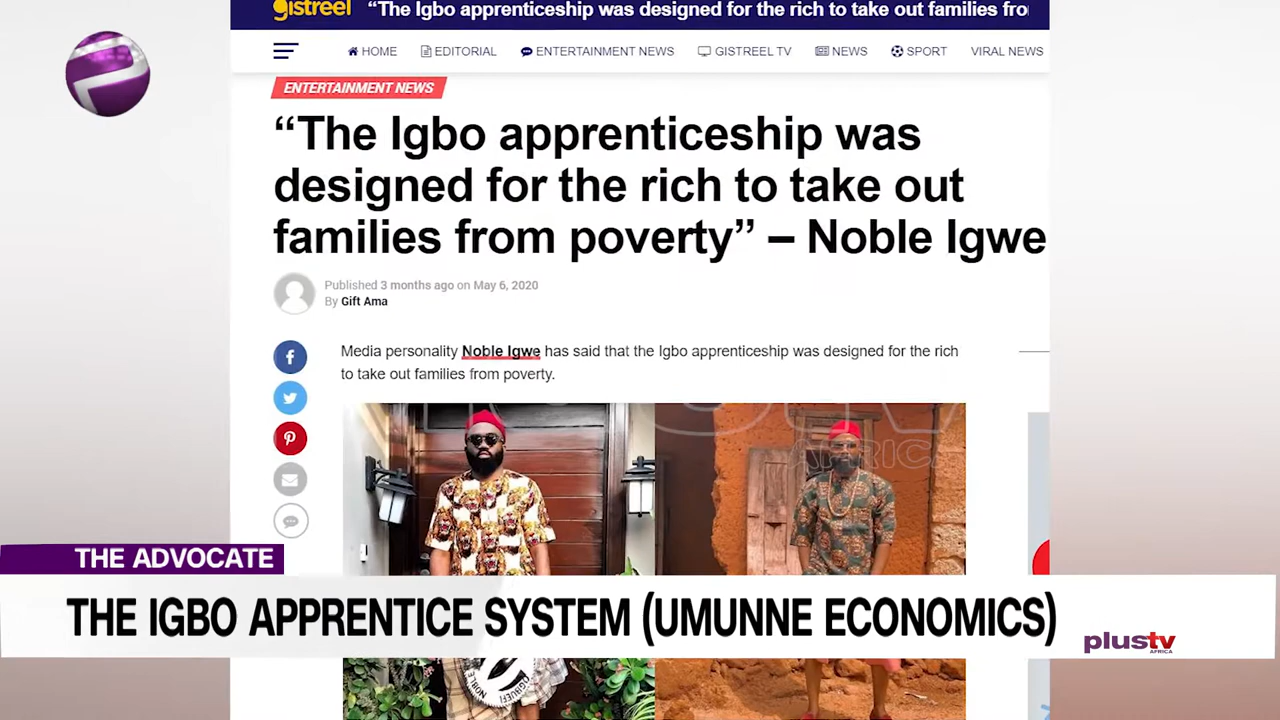 gistreel "The Igbo apprenticeship was designed for the rich to take out families fro
HOME EDITORIAL ENTERTAINMENT NEWS GISTREEL TV NEWS SPORT VIRAL NEWS
ENTERTAINMENT NEWS
“The Igbo apprenticeship was
designed for the rich to take out
families from poverty” – Noble Igwe
Published 3 months ago on May 6, 2020
By Gift Ama
Media personality Noble Igwe has said that the Igbo apprenticeship was designed for the rich
to take out families from poverty.
AFRICA
THE ADVOCATE
THE IGBO APPRENTICE SYSTEM (UMUNNE ECONOMICS)
plustv
AFRICA